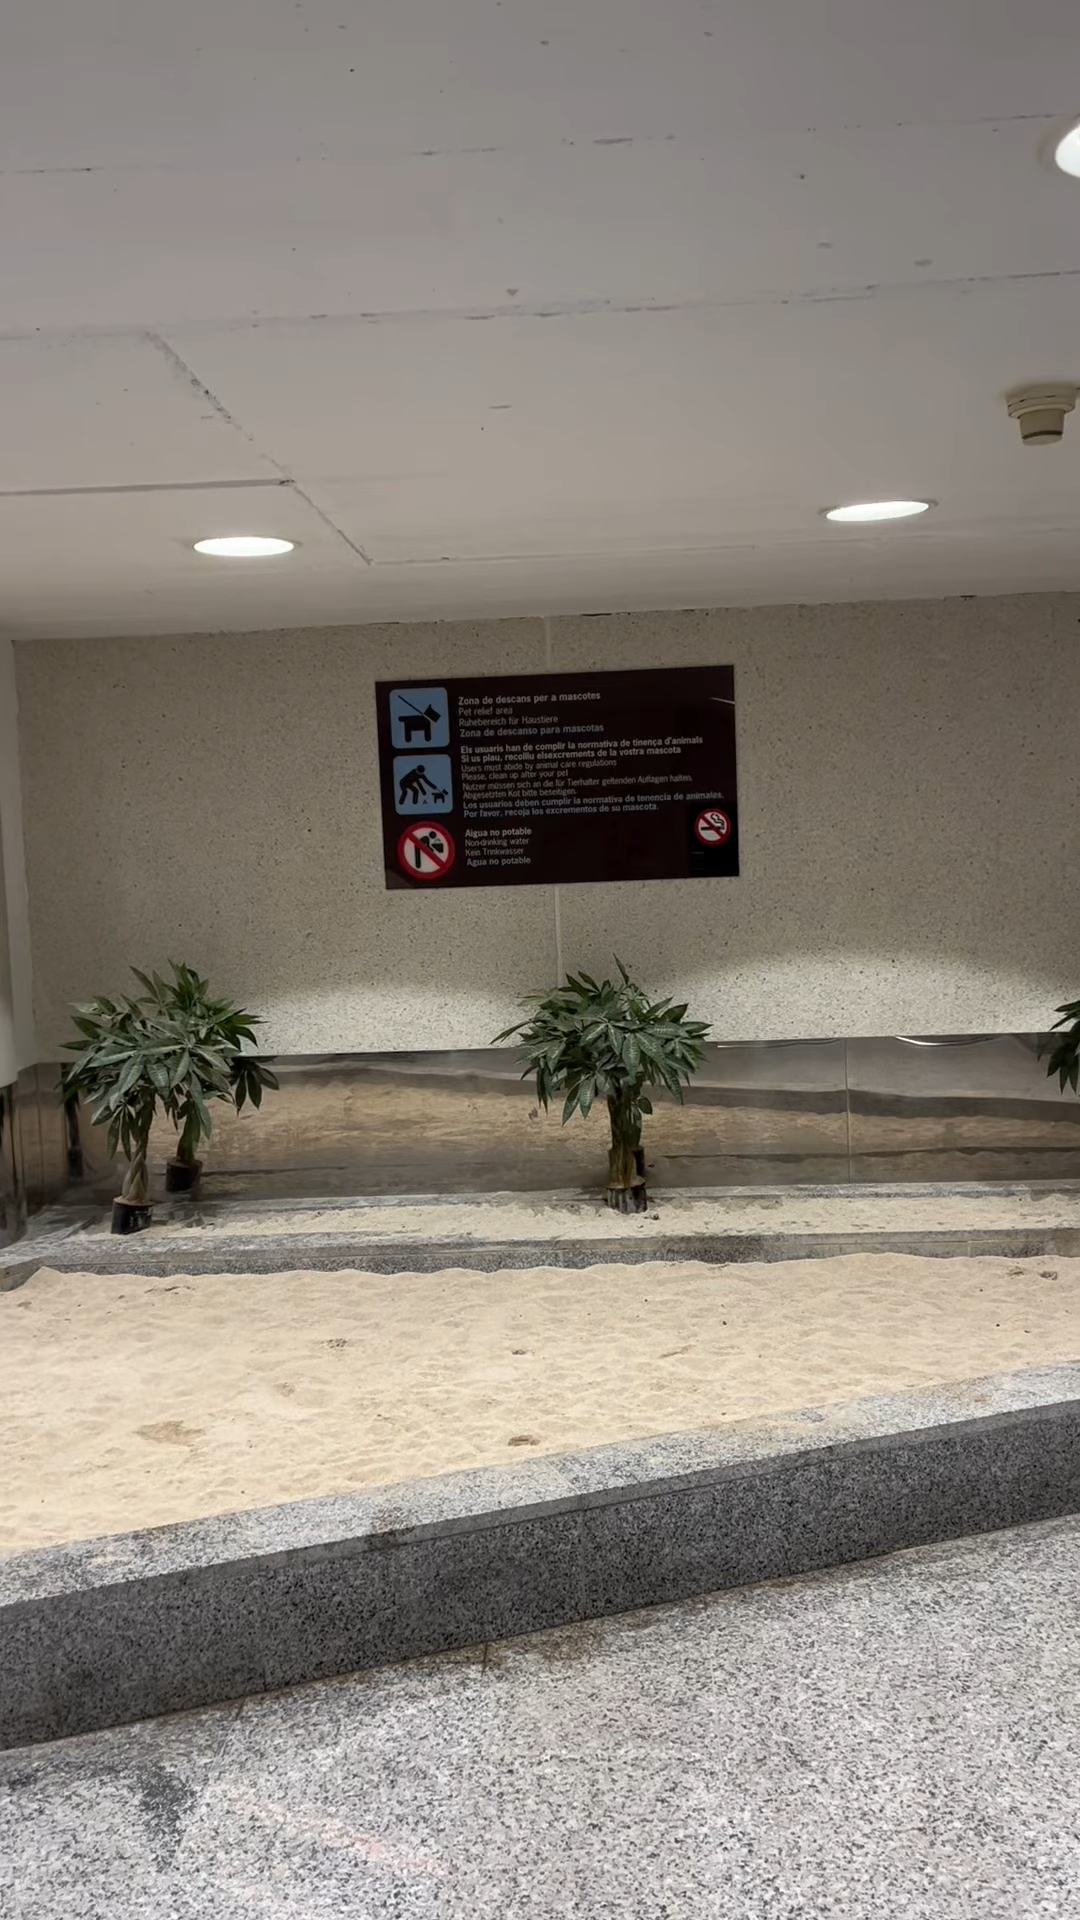 Zona de descans per a mascotes
Pet relief area
Ruhebereich für Haustiere
Zona de descanso para mascotas
Els usuaris han de complir la normativa de tinença d'animals
Si us plau, recolliu elsexcrements de la vostra mascota
Users must abide by animal care regulations
Please, clean up after your pet
Nutzer müssen sich an die für Tierhalter geltenden Auflagen halten.
Abgesetzten Kot bitte beseitigen.
Los usuarios deben cumplir la normativa de tenencia de animales.
Por favor, recoja los excrementos de su mascota.
Aigua no potable
Non-drinking water
Kein Trinkwasser
Agua no potable